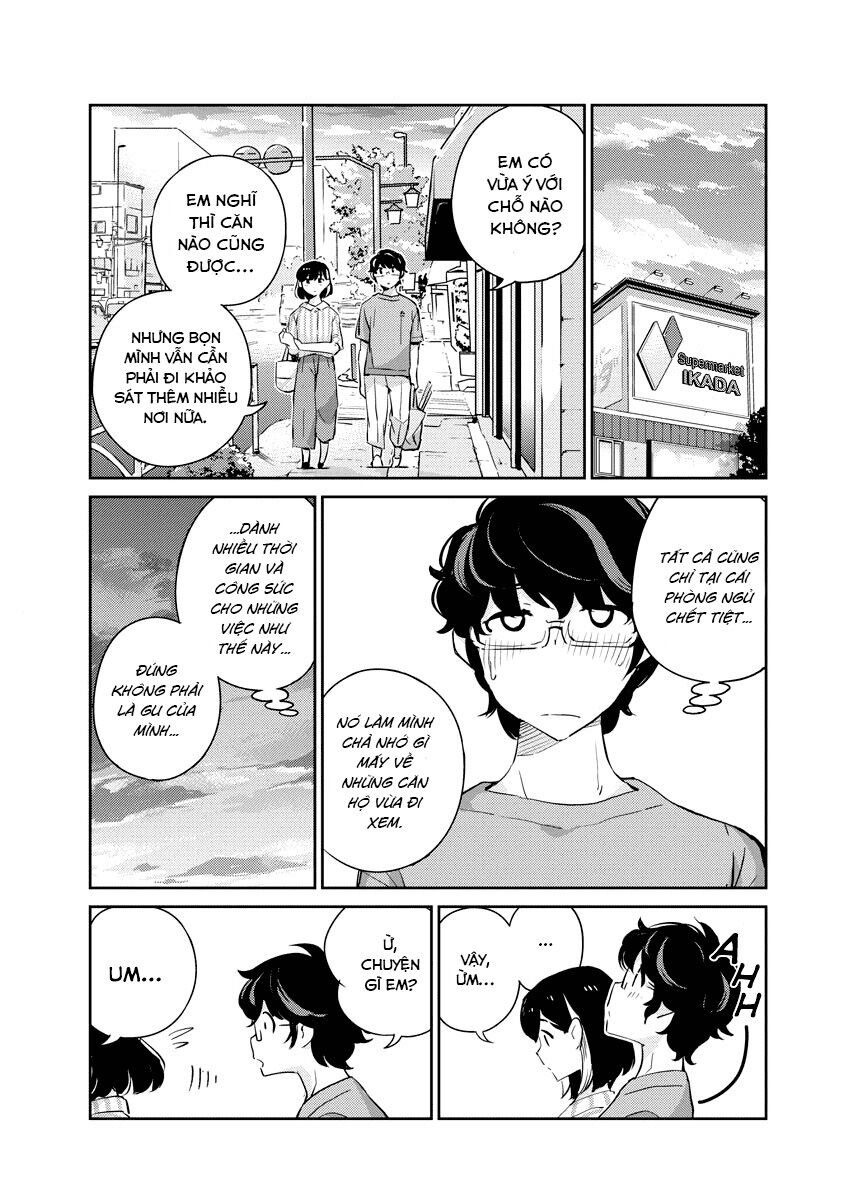 Supermarket
IKADA
EM CÓ
VỪA Ý VỚI
CHỖ NÀO
KHÔNG?
EM NGHĨ
THÌ CĂN
NÀO CŨNG
ĐƯỢC...
NHƯNG BỌN
MÌNH VẪN CẦN
PHẢI ĐI KHẢO
SÁT THÊM NHIỀU
NƠI NỮA.
TẤT CẢ CŨNG
CHỈ TẠI CÁI
PHÒNG NGỦ
CHẾT TIỆT...
NÓ LÀM MÌNH
CHẢ NHỚ GÌ
MẤY VỀ
NHỮNG CĂN
HỘ VỪA ĐI
XEM.
...DÀNH
NHIỀU THỜI
GIAN VÀ
CÔNG SỨC
CHO NHỮNG
VIỆC NHƯ
THẾ NÀY...
ĐÚNG
KHÔNG PHẢI
LÀ GU CỦA
MÌNH...
AHH
...
VẬY,
ỪM...
Ừ,
CHUYỆN
GÌ EM?
UM...